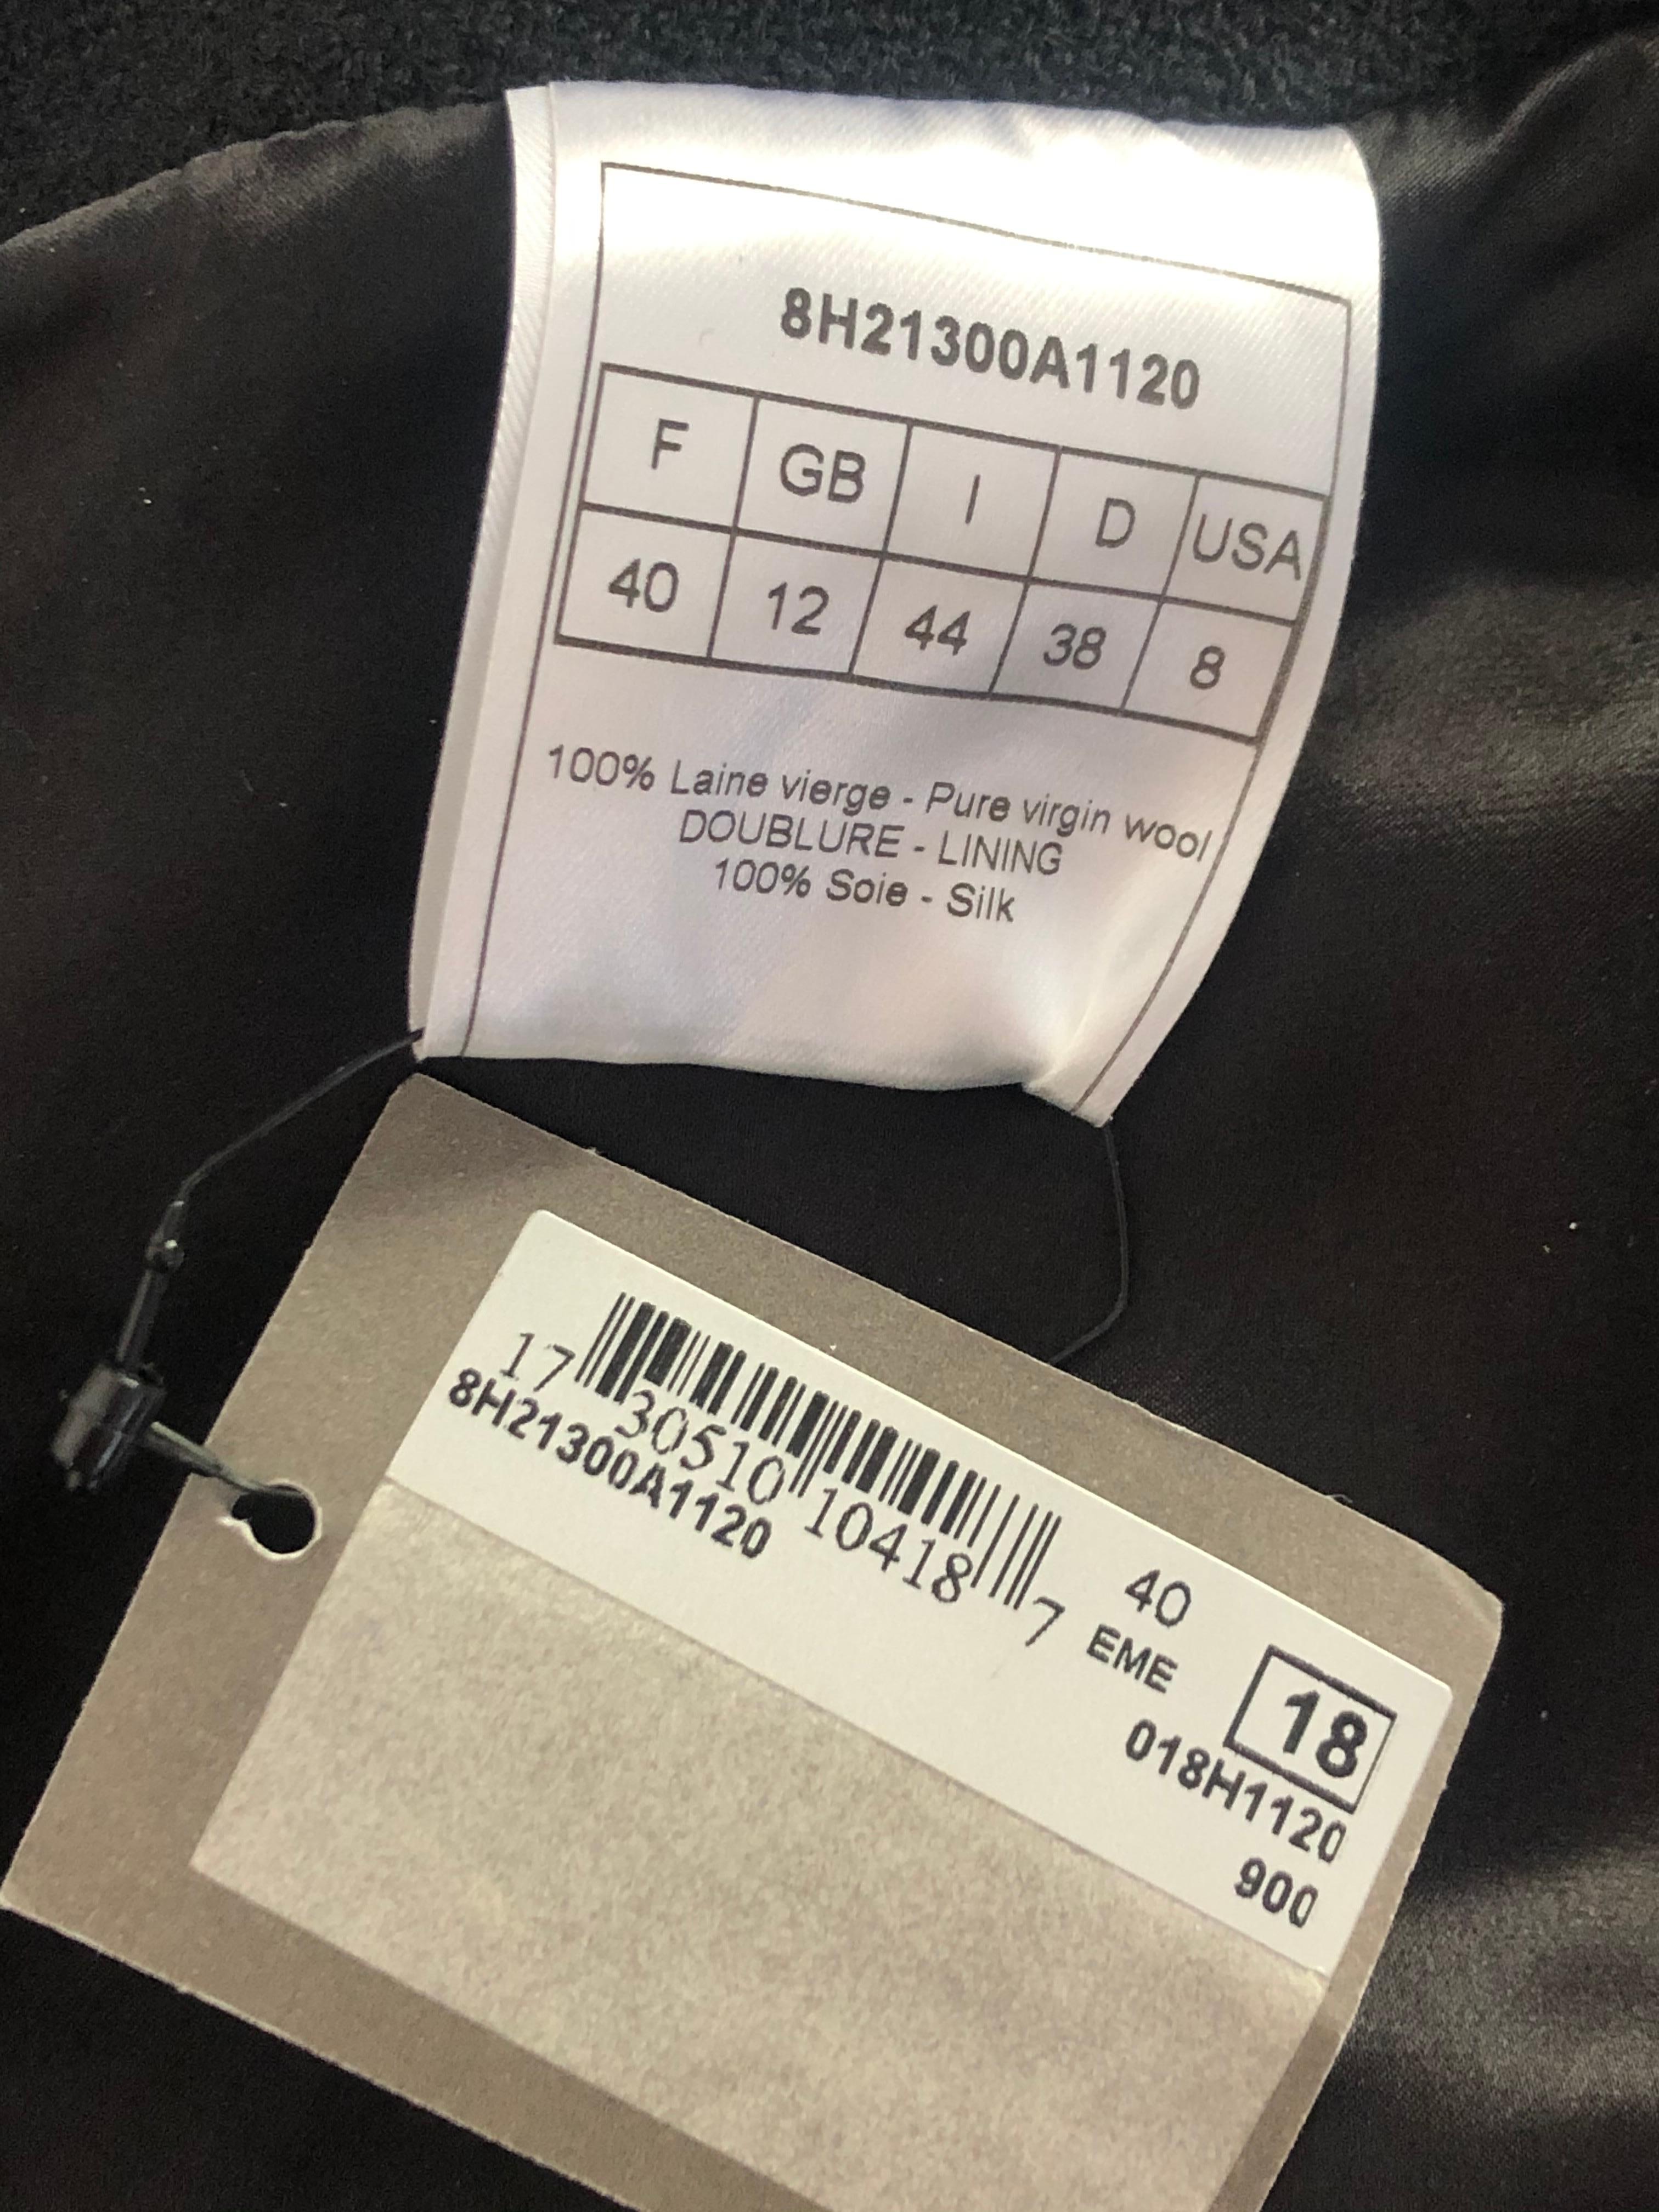 8H21300A1120
F GB I D USA
40 12 44 38 8
100% Laine vierge - Pure virgin wool
DOUBLURE - LINING
100% Soie - Silk
17 30510 10418 7
8H21300A1120
40
EME
18
018H1120
900